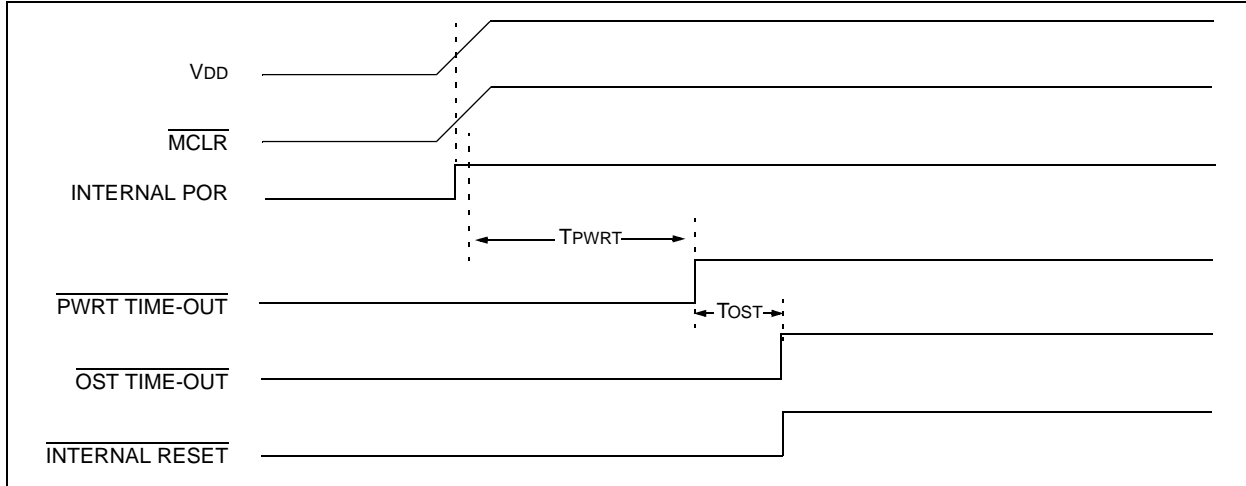 VDD
MCLR
INTERNAL POR
TPWRT
PWRT TIME-OUT
TOST
OST TIME-OUT
INTERNAL RESET